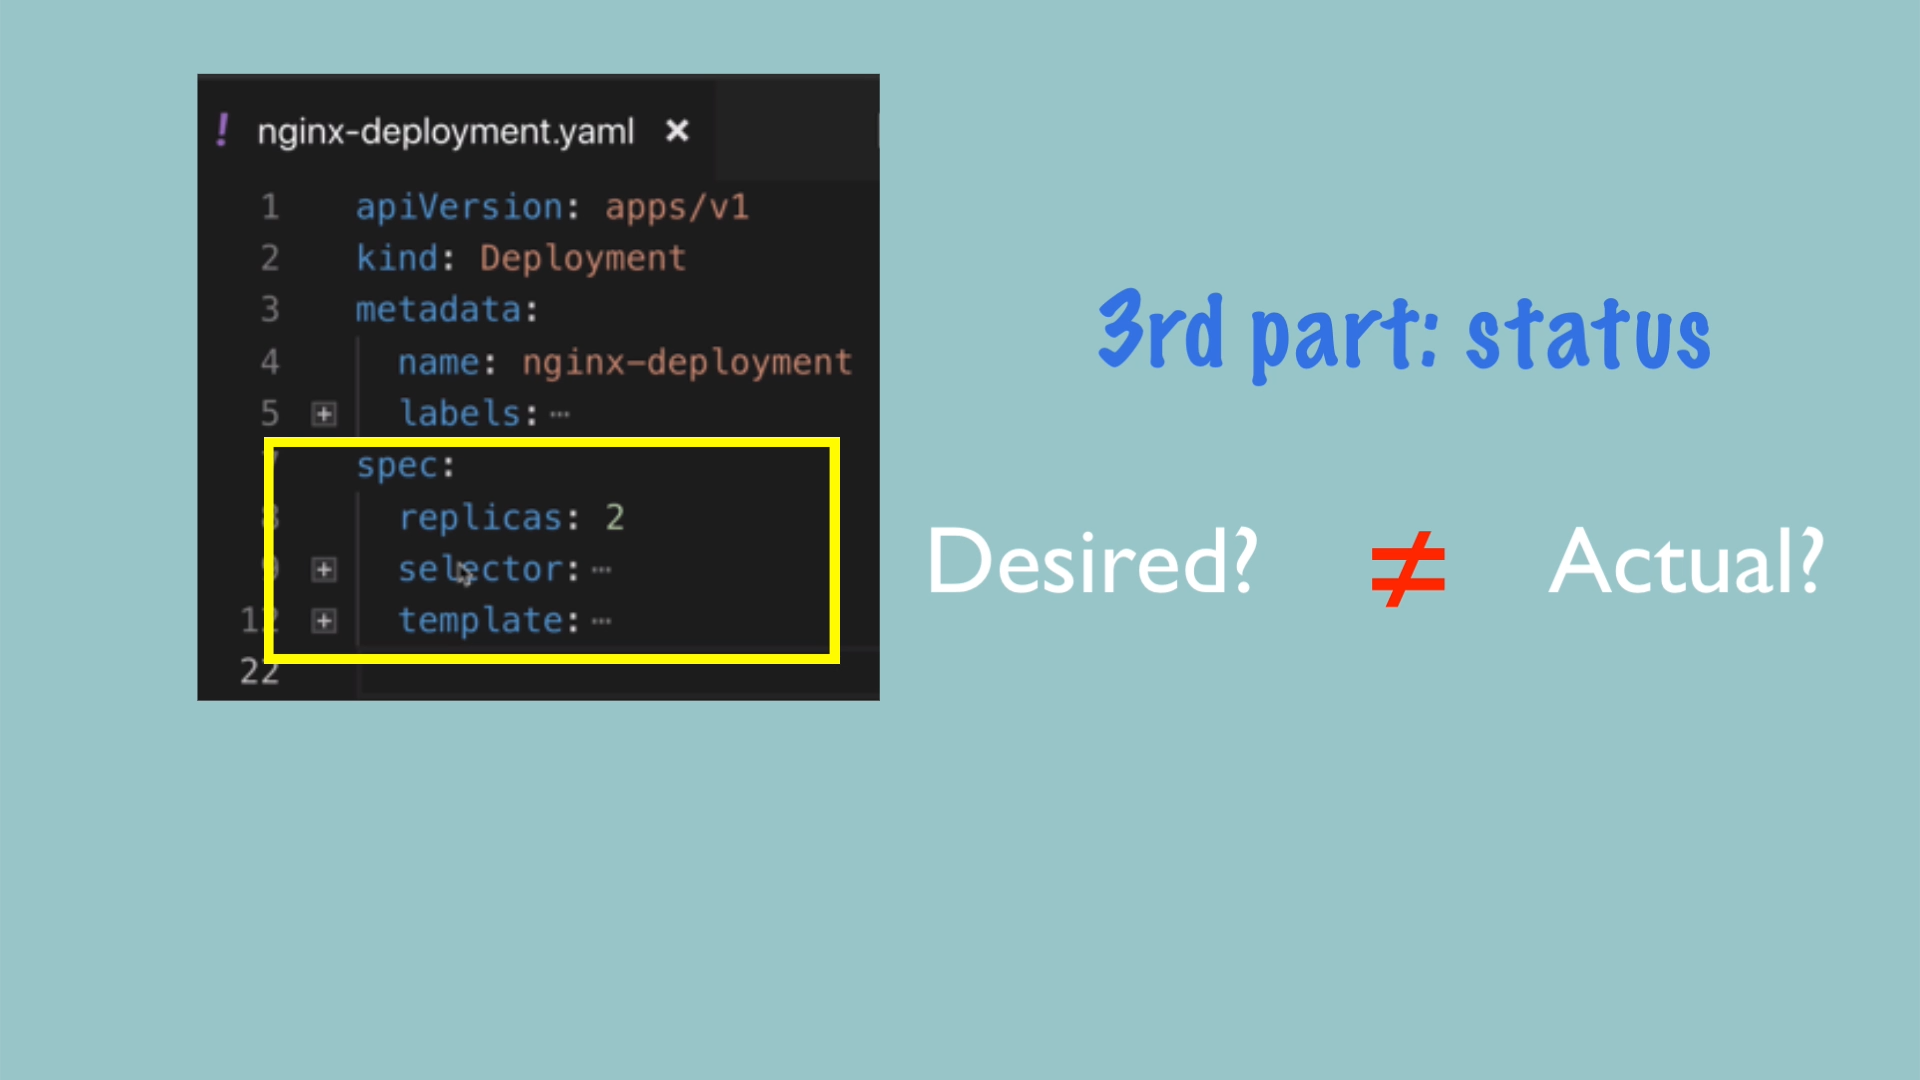 ! nginx-deployment.yaml ×
1 apiVersion: apps/v1
2 kind: Deployment
3 metadata:
4 name: nginx-deployment
5 + labels:⋯
7 spec:
8 replicas: 2
9 + selector:⋯
12 + template:⋯
22
3rd part: status
Desired? ≠ Actual?